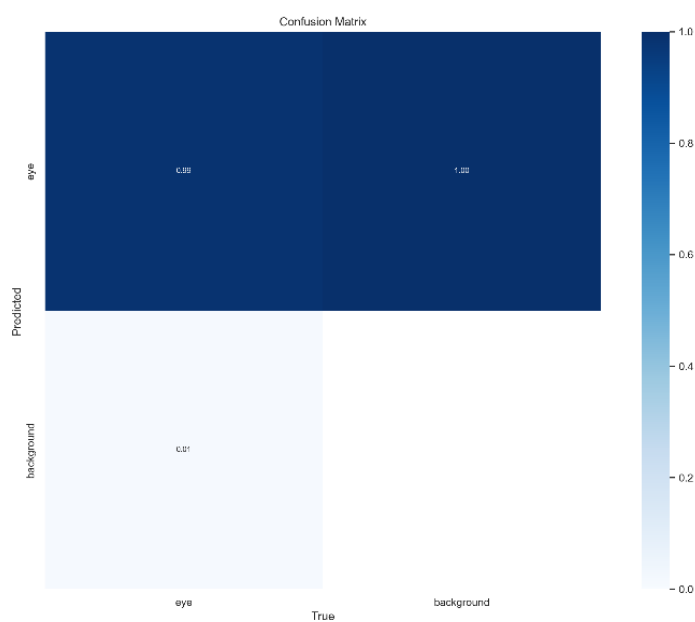 Confusion Matrix
1.0
0.8
0.6
0.4
0.2
0.0
eye
0.99
1.00
Predicted
background
0.01
eye
background
True